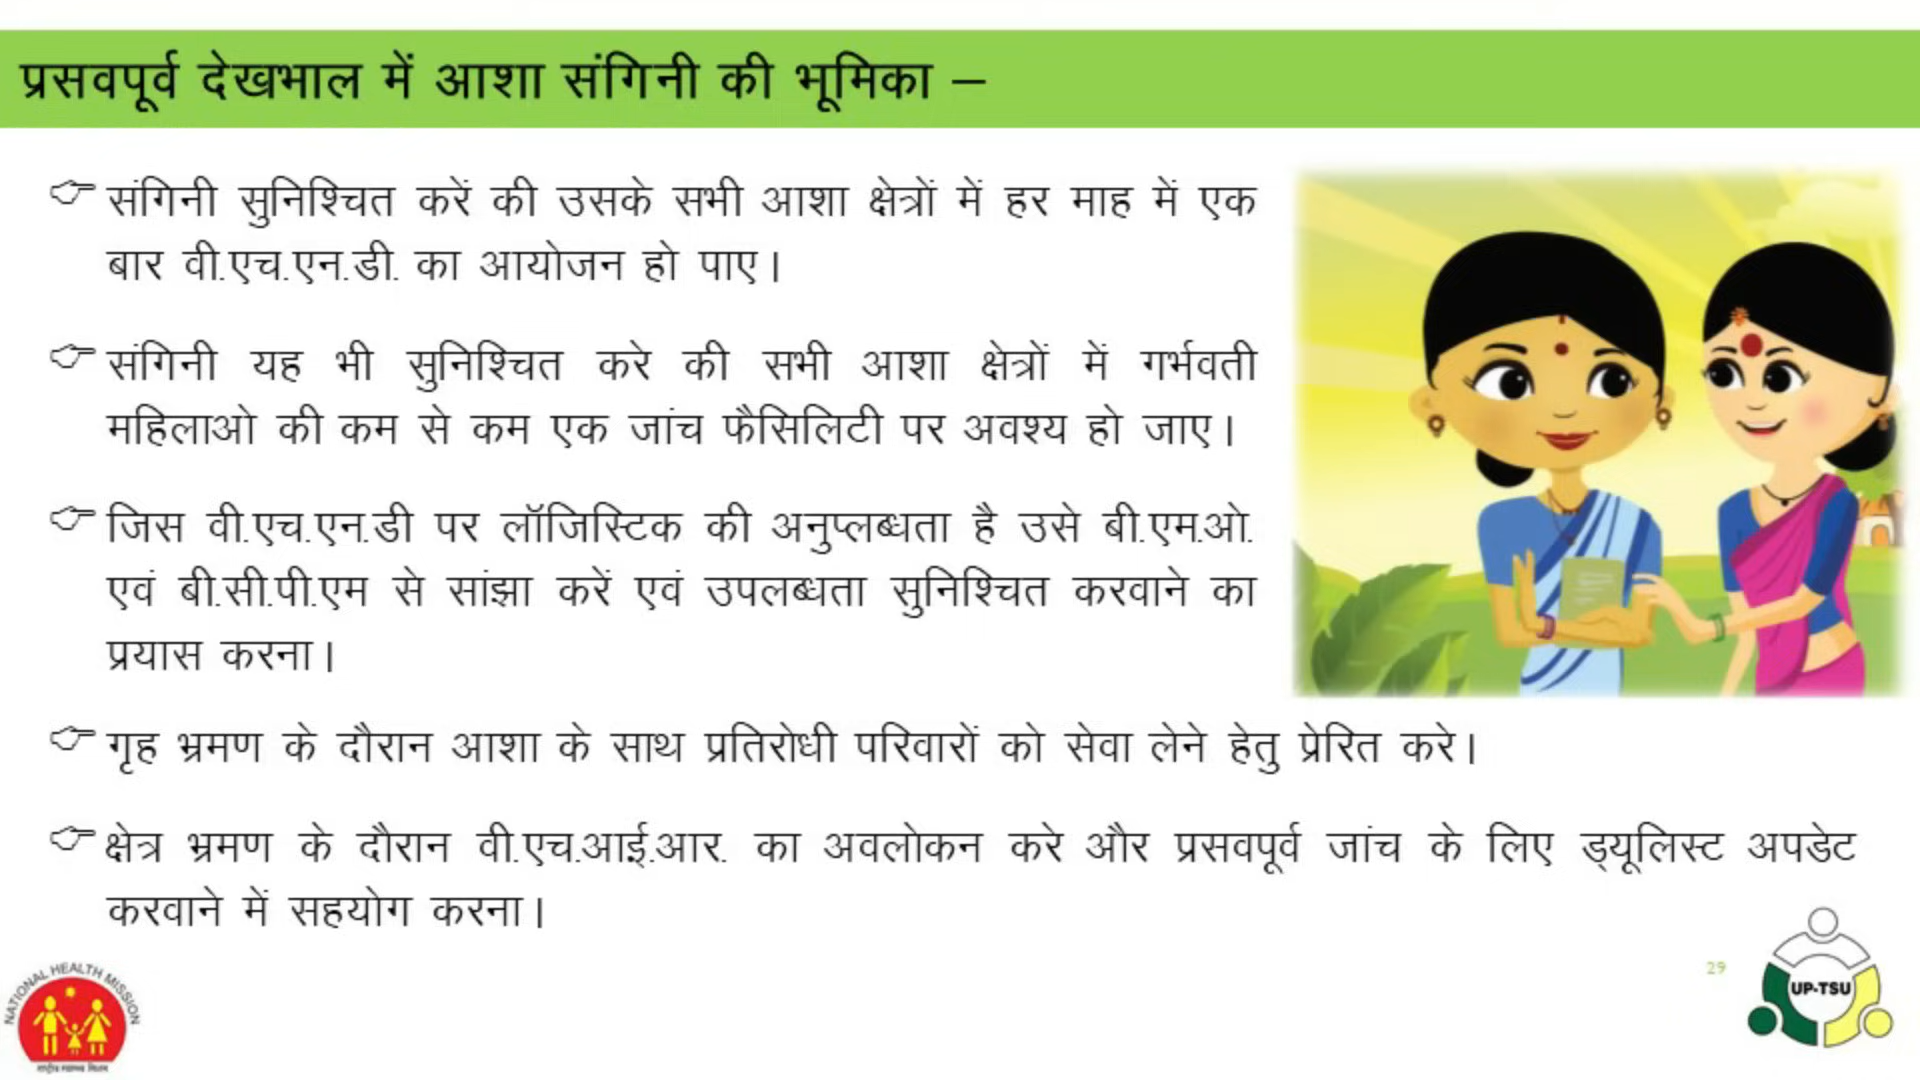 प्रसवपूर्व देखभाल में आशा संगिनी की भूमिका –
संगिनी सुनिश्चित करें की उसके सभी आशा क्षेत्रों में हर माह में एक
बार वी.एच.एन.डी. का आयोजन हो पाए।
संगिनी यह भी सुनिश्चित करे की सभी आशा क्षेत्रों में गर्भवती
महिलाओ की कम से कम एक जांच फैसिलिटी पर अवश्य हो जाए।
जिस वी.एच.एन.डी पर लॉजिस्टिक की अनुप्लब्धता है उसे बी.एम.ओ.
एवं बी.सी.पी.एम से सांझा करें एवं उपलब्धता सुनिश्चित करवाने का
प्रयास करना।
गृह भ्रमण के दौरान आशा के साथ प्रतिरोधी परिवारों को सेवा लेने हेतु प्रेरित करे।
क्षेत्र भ्रमण के दौरान वी.एच.आई.आर. का अवलोकन करे और प्रसवपूर्व जांच के लिए ड्यूलिस्ट अपडेट
करवाने में सहयोग करना।
NATIONAL HEALTH MISSION
राष्ट्रीय स्वास्थ्य मिशन
29
UP-TSU